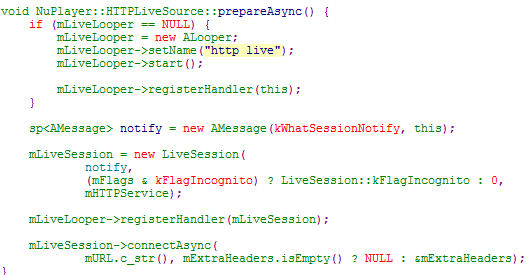 void NuPlayer::HTTPLiveSource::prepareAsync() {
    if (mLiveLooper == NULL) {
        mLiveLooper = new ALooper;
        mLiveLooper->setName("http live");
        mLiveLooper->start();

        mLiveLooper->registerHandler(this);
    }

    sp<AMessage> notify = new AMessage(kWhatSessionNotify, this);

    mLiveSession = new LiveSession(
            notify,
            (mFlags & kFlagIncognito) ? LiveSession::kFlagIncognito : 0,
            mHTTPService);

    mLiveLooper->registerHandler(mLiveSession);

    mLiveSession->connectAsync(
            mURL.c_str(), mExtraHeaders.isEmpty() ? NULL : &mExtraHeaders);
}